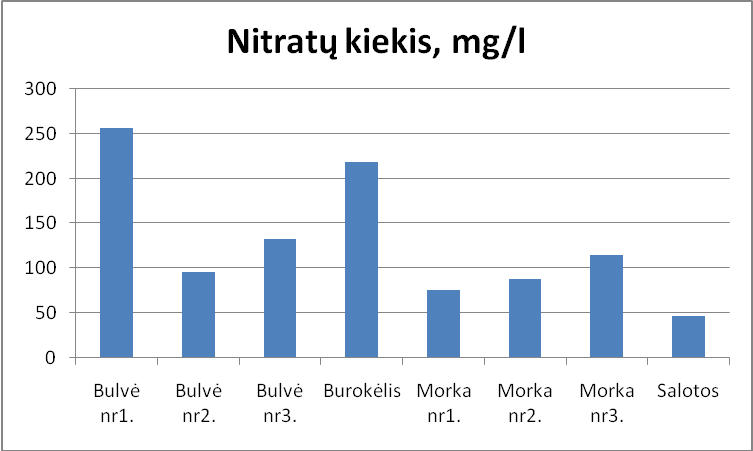 Nitratų kiekis, mg/l
300
250
200
150
100
50
0
Bulvė nr1.
Bulvė nr2.
Bulvė nr3.
Burokėlis
Morka nr1.
Morka nr2.
Morka nr3.
Salotos